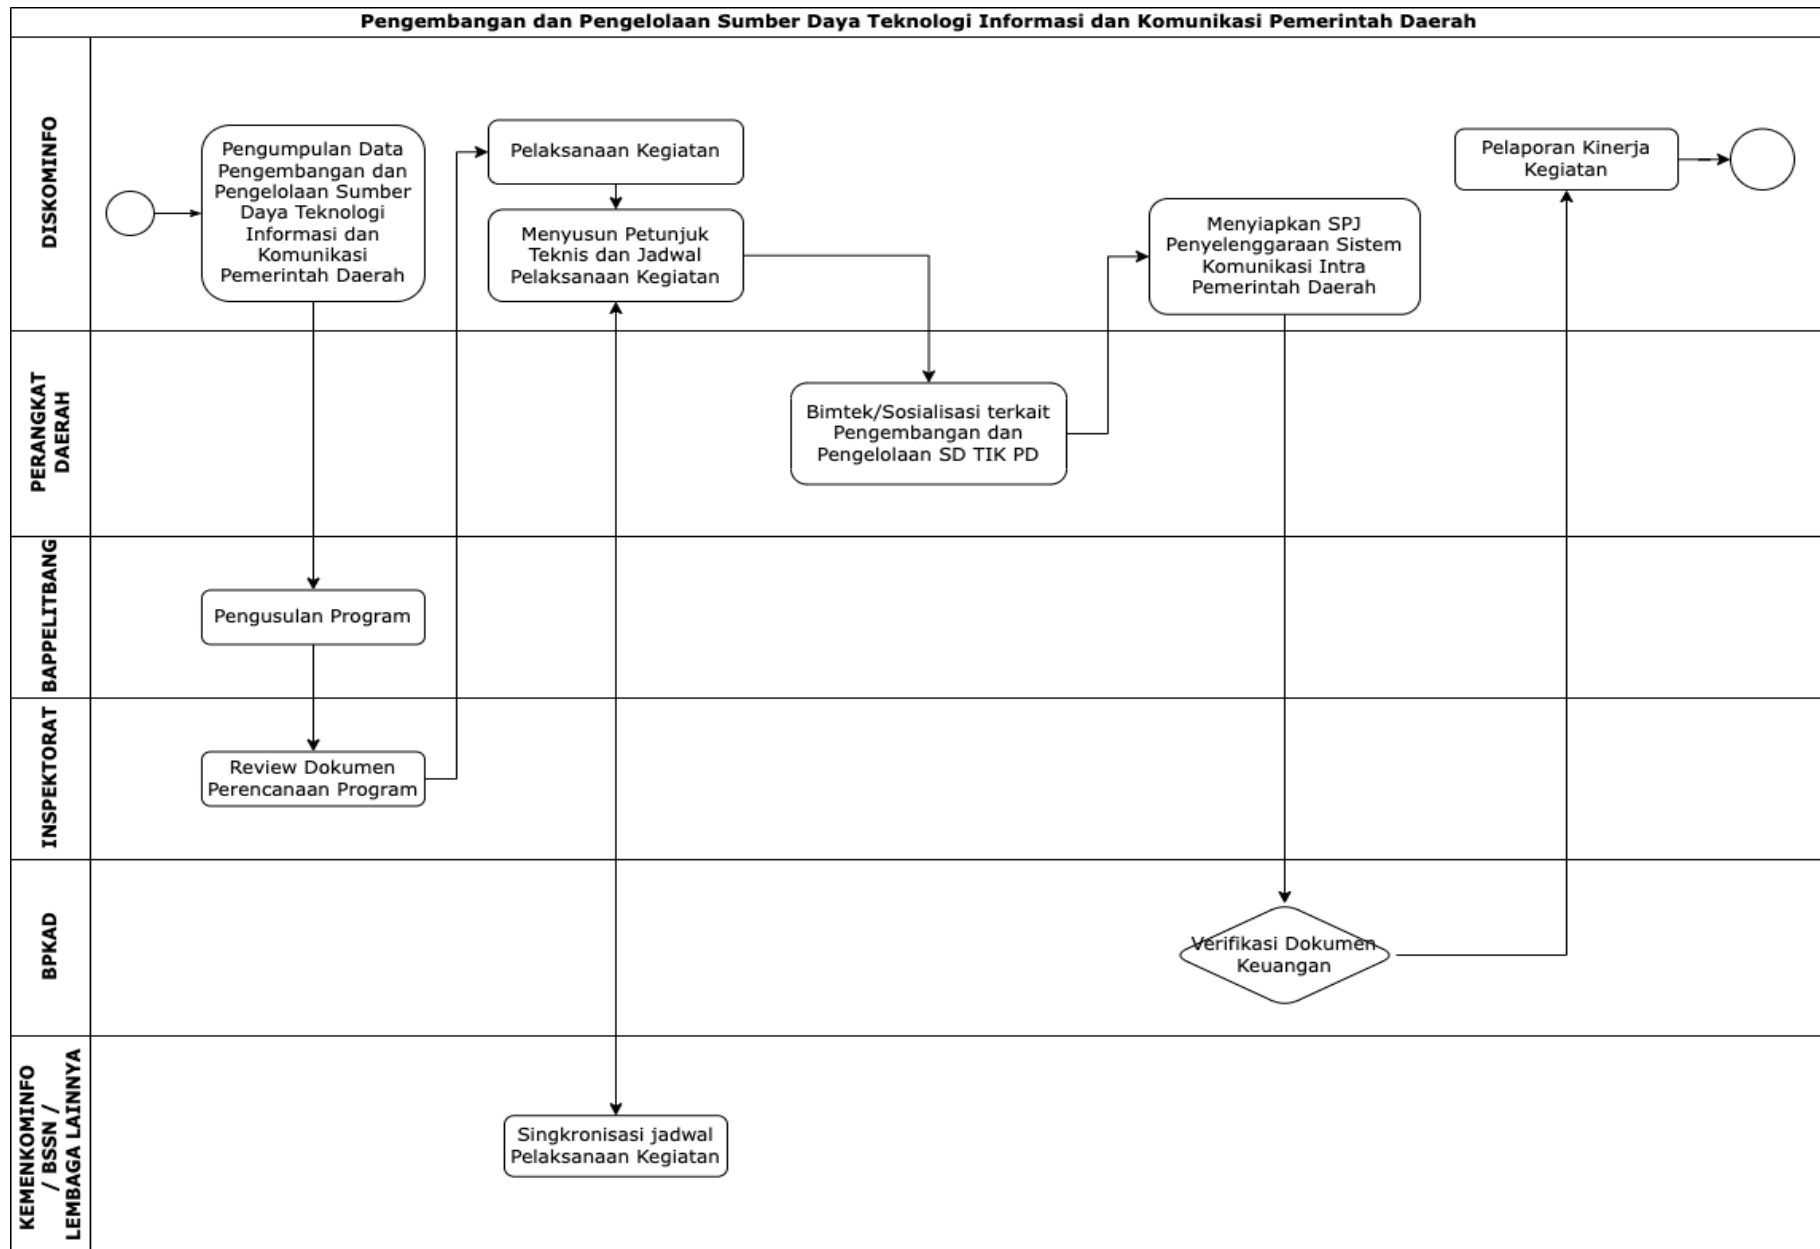 Pengembangan dan Pengelolaan Sumber Daya Teknologi Informasi dan Komunikasi Pemerintah Daerah
DISKOMINFO
Pengumpulan Data
Pengembangan dan
Pengelolaan Sumber
Daya Teknologi
Informasi dan
Komunikasi
Pemerintah Daerah
Pelaksanaan Kegiatan
Menyusun Petunjuk
Teknis dan Jadwal
Pelaksanaan Kegiatan
Menyiapkan SPJ
Penyelenggaraan Sistem
Komunikasi Intra
Pemerintah Daerah
Pelaporan Kinerja
Kegiatan
PERANGKAT
DAERAH
Bimtek/Sosialisasi terkait
Pengembangan dan
Pengelolaan SD TIK PD
BAPPELITBANG
Pengusulan Program
INSPEKTORAT
Review Dokumen
Perencanaan Program
BPKAD
Verifikasi Dokumen
Keuangan
KEMENKOMINFO
/ BSSN /
LEMBAGA LAINNYA
Singkronisasi jadwal
Pelaksanaan Kegiatan